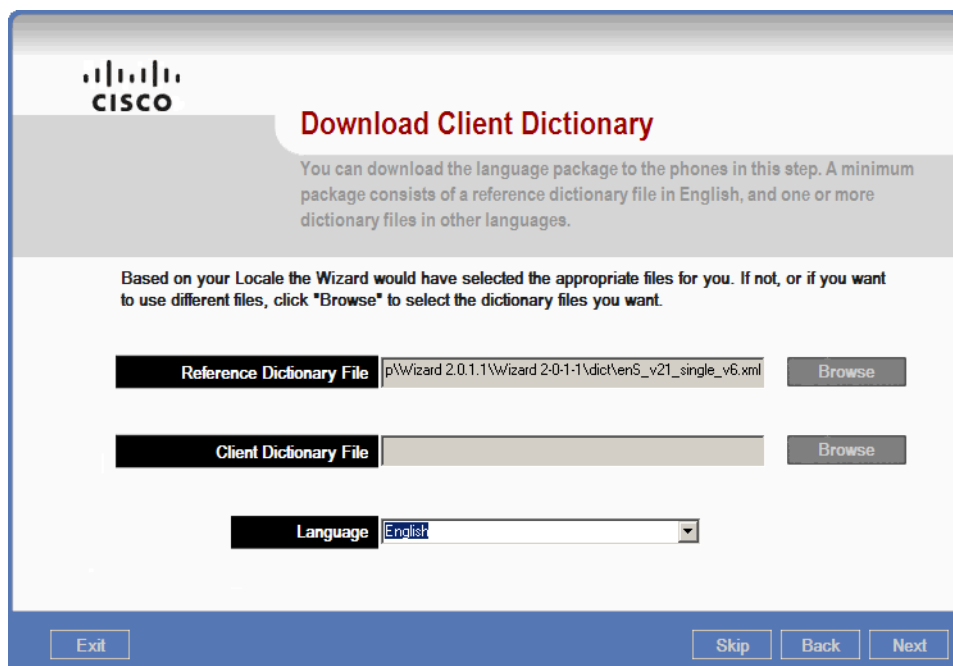 CISCO
Download Client Dictionary
You can download the language package to the phones in this step. A minimum
package consists of a reference dictionary file in English, and one or more
dictionary files in other languages.
Based on your Locale the Wizard would have selected the appropriate files for you. If not, or if you want
to use different files, click "Browse" to select the dictionary files you want.
Reference Dictionary File p\Wizard 2.0.1.1\Wizard 2-0-1-1\dict\enS_v21_single_v6.xml Browse
Client Dictionary File Browse
Language English
Exit Skip Back Next